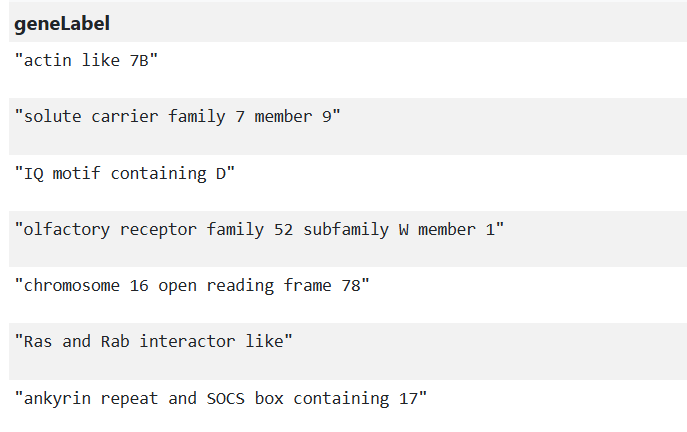 geneLabel
"actin like 7B"
"solute carrier family 7 member 9"
"IQ motif containing D"
"olfactory receptor family 52 subfamily W member 1"
"chromosome 16 open reading frame 78"
"Ras and Rab interactor like"
"ankyrin repeat and SOCS box containing 17"